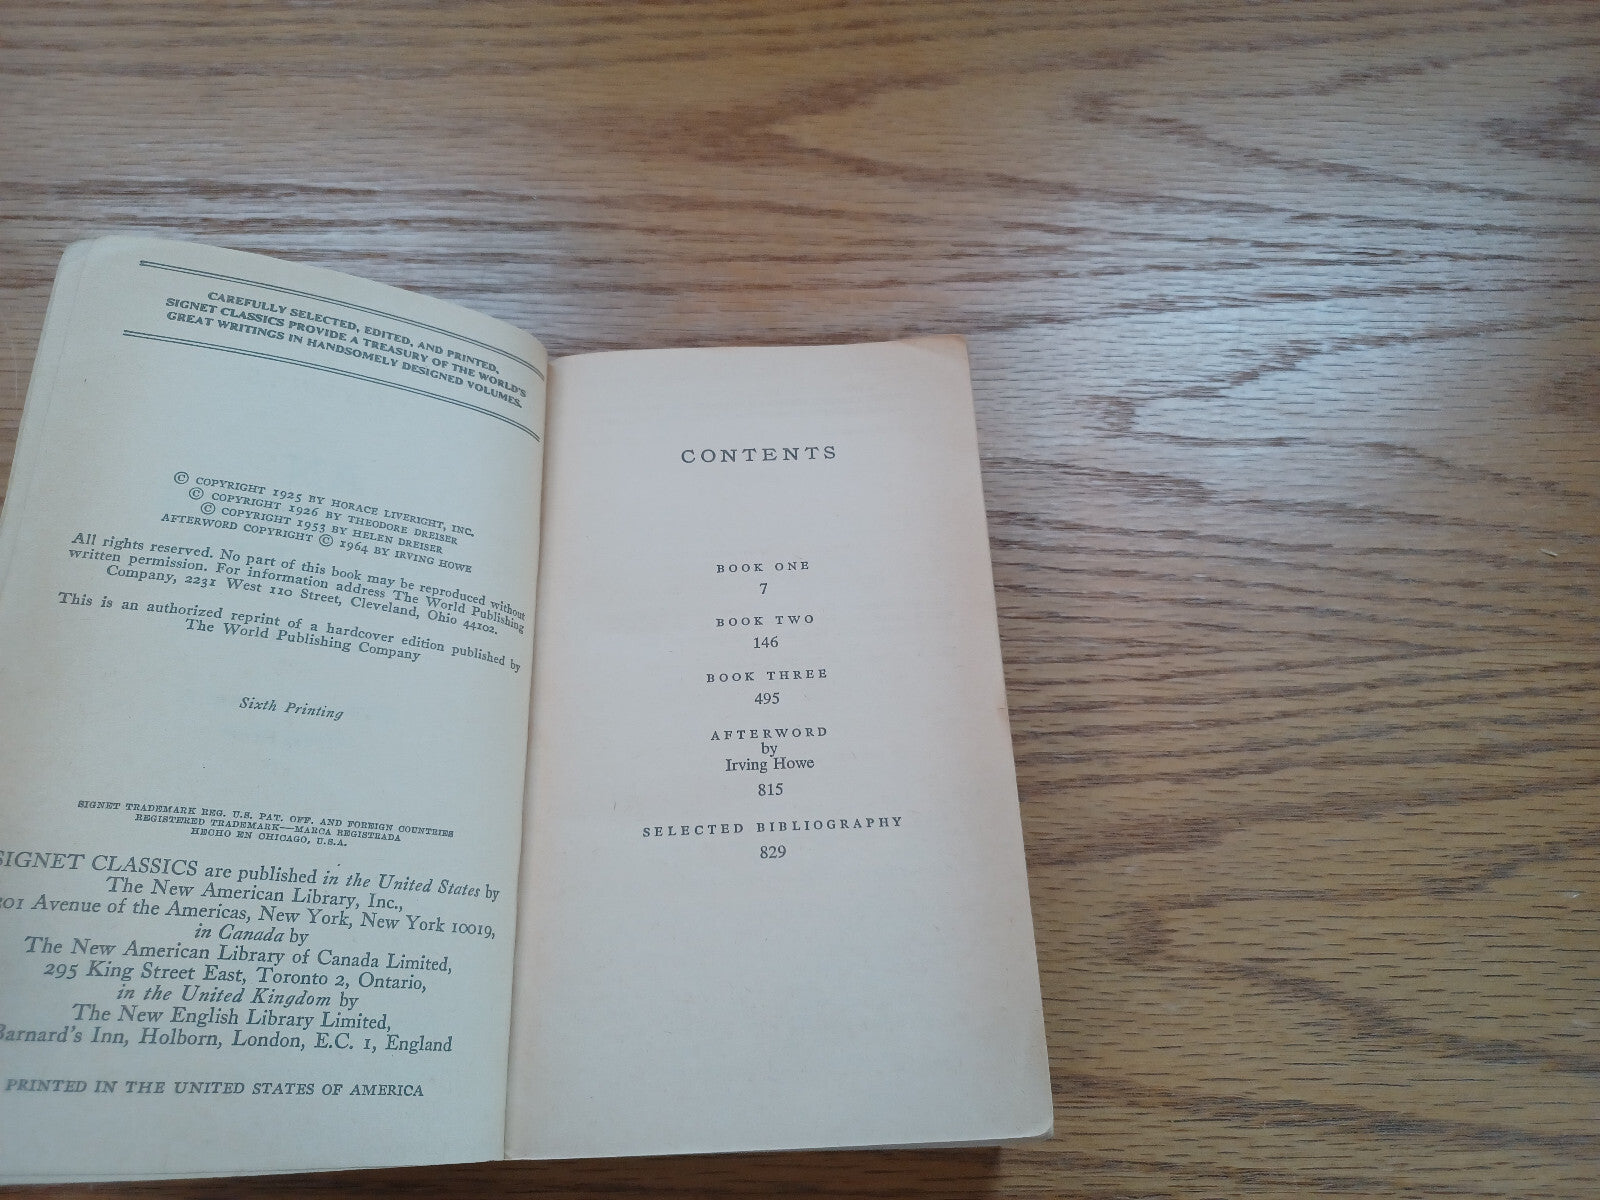 CAREFULLY SELECTED, EDITED, AND PRINTED,
SIGNET CLASSICS PROVIDE A TREASURY OF THE WORLD'S
GREAT WRITINGS IN HANDSOMELY DESIGNED VOLUMES.
© COPYRIGHT 1925 BY HORACE LIVERIGHT, INC.
© COPYRIGHT 1926 BY THEODORE DREISER
© COPYRIGHT 1953 BY HELEN DREISER
AFTERWORD COPYRIGHT © 1964 BY IRVING HOWE
All rights reserved. No part of this book may be reproduced without
written permission. For information address The World Publishing
Company, 2231 West 110 Street, Cleveland, Ohio 44102.
This is an authorized reprint of a hardcover edition published by
The World Publishing Company
Sixth Printing
SIGNET TRADEMARK REG. U.S. PAT. OFF. AND FOREIGN COUNTRIES
REGISTERED TRADEMARK—MARCA REGISTRADA
HECHO EN CHICAGO, U.S.A.
SIGNET CLASSICS are published in the United States by
The New American Library, Inc.,
Avenue of the Americas, New York, New York 10019,
in Canada by
The New American Library of Canada Limited,
295 King Street East, Toronto 2, Ontario,
in the United Kingdom by
The New English Library Limited,
Barnard's Inn, Holborn, London, E.C. 1, England
PRINTED IN THE UNITED STATES OF AMERICA
CONTENTS
BOOK ONE
7
BOOK TWO
146
BOOK THREE
495
AFTERWORD
by
Irving Howe
815
SELECTED BIBLIOGRAPHY
829